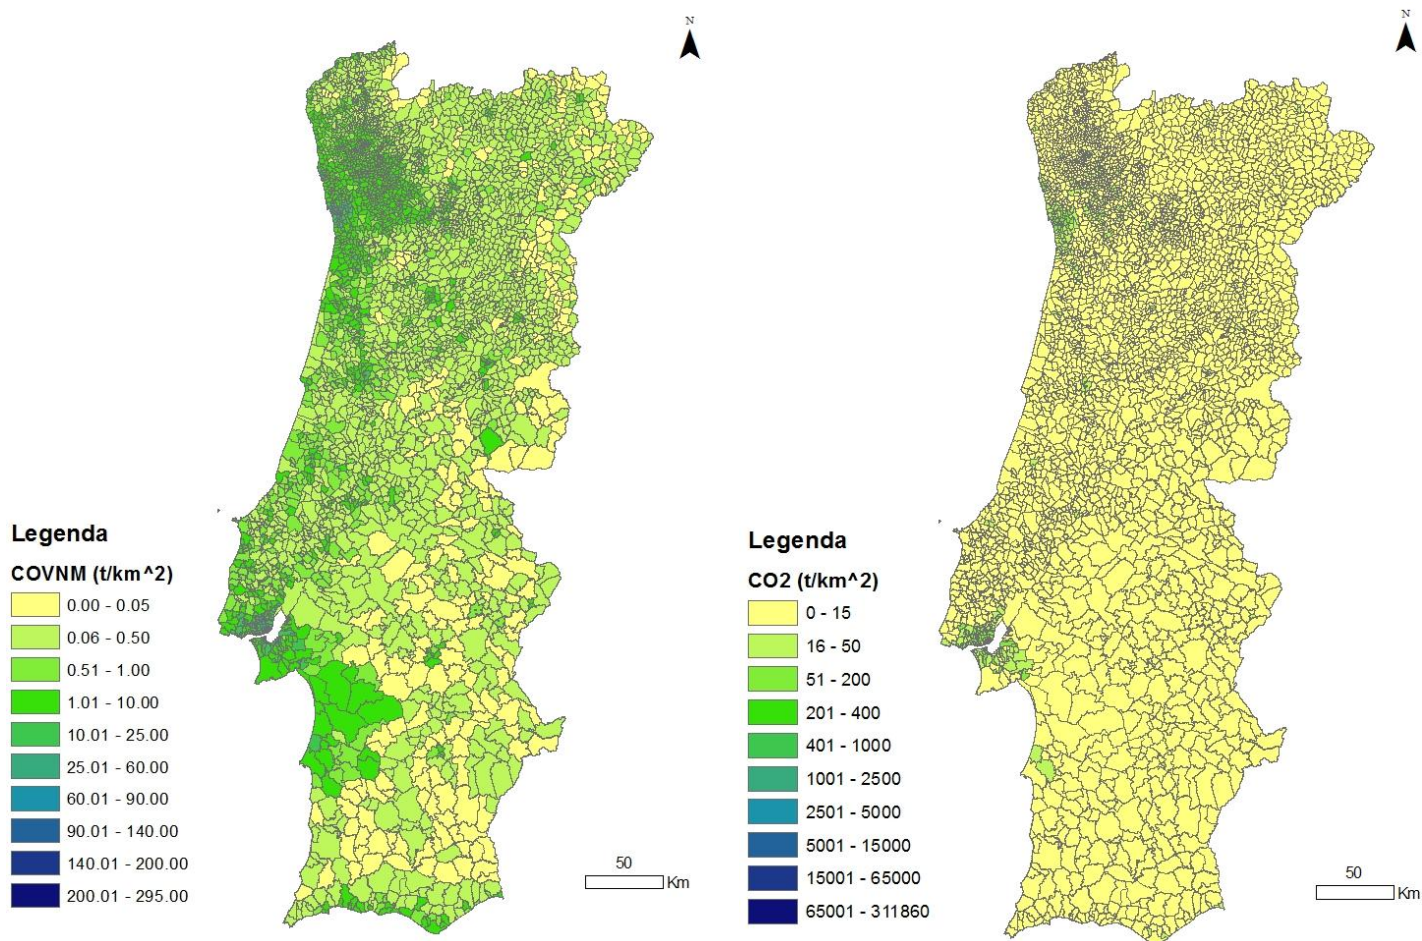 N
Legenda
COVNM (t/km^2)
0.00 - 0.05
0.06 - 0.50
0.51 - 1.00
1.01 - 10.00
10.01 - 25.00
25.01 - 60.00
60.01 - 90.00
90.01 - 140.00
140.01 - 200.00
200.01 - 295.00
50
Km
N
Legenda
CO2 (t/km^2)
0 - 15
16 - 50
51 - 200
201 - 400
401 - 1000
1001 - 2500
2501 - 5000
5001 - 15000
15001 - 65000
65001 - 311860
50
Km